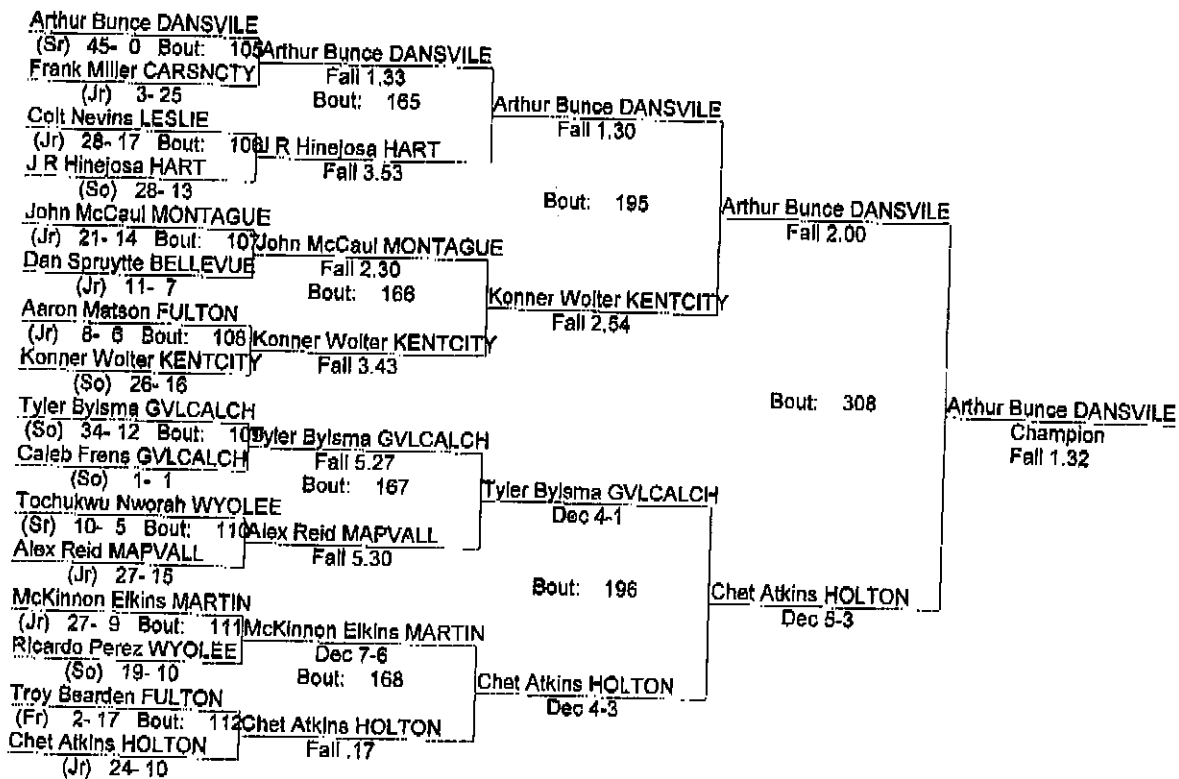 Arthur Bunce DANSVILE
(Sr) 45- 0 Bout: 105
Frank Miller CARSNCTY
(Jr) 3- 25
Colt Nevins LESLIE
(Jr) 28- 17 Bout: 106
J R Hinejosa HART
(So) 28- 13
John McCaul MONTAGUE
(Jr) 21- 14 Bout: 107
Dan Spruytte BELLEVUE
(Jr) 11- 7
Aaron Matson FULTON
(Jr) 8- 6 Bout: 108
Konner Wolter KENTCITY
(So) 26- 16
Tyler Bylsma GVLCALCH
(So) 34- 12 Bout: 109
Caleb Frens GVLCALCH
(So) 1- 1
Tochukwu Nworah WYOLEE
(Sr) 10- 5 Bout: 110
Alex Reid MAPVALL
(Jr) 27- 15
McKinnon Elkins MARTIN
(Jr) 27- 9 Bout: 111
Ricardo Perez WYOLEE
(So) 19- 10
Troy Bearden FULTON
(Fr) 2- 17 Bout: 112
Chet Atkins HOLTON
(Jr) 24- 10
Arthur Bunce DANSVILE
Fall 1.33
Bout: 165
J R Hinejosa HART
Fall 3.53
John McCaul MONTAGUE
Fall 2.30
Bout: 166
Konner Wolter KENTCITY
Fall 3.43
Tyler Bylsma GVLCALCH
Fall 5.27
Bout: 167
Alex Reid MAPVALL
Fall 5.30
McKinnon Elkins MARTIN
Dec 7-6
Bout: 168
Chet Atkins HOLTON
Fall .17
Arthur Bunce DANSVILE
Fall 1.30
Bout: 195
Konner Wolter KENTCITY
Fall 2.54
Tyler Bylsma GVLCALCH
Dec 4-1
Bout: 196
Chet Atkins HOLTON
Dec 4-3
Arthur Bunce DANSVILE
Fall 2.00
Bout: 308
Chet Atkins HOLTON
Dec 5-3
Arthur Bunce DANSVILE
Champion
Fall 1.32